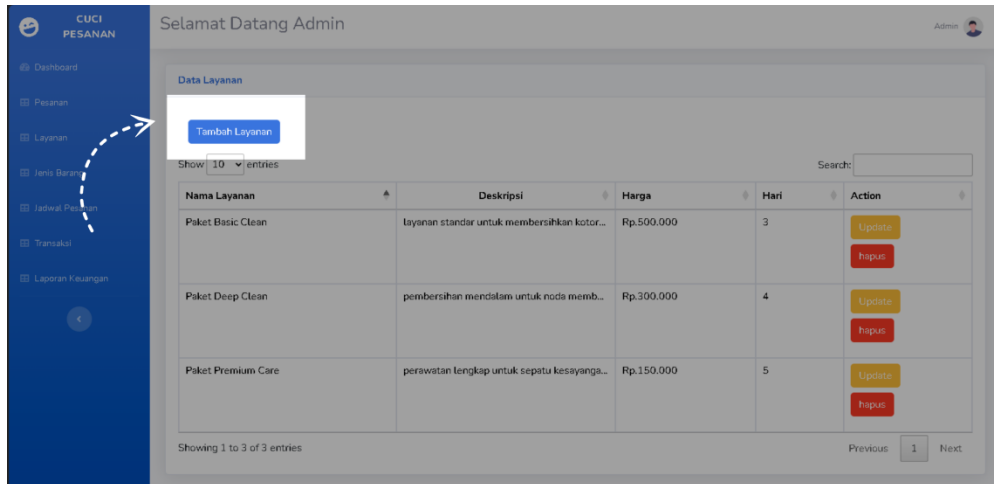 CUCI
PESANAN
Selamat Datang Admin
Admin
Dashboard
Pesanan
Layanan
Jenis Barang
Jadwal Pesanan
Transaksi
Laporan Keuangan
Data Layanan
Tambah Layanan
Show 10 entries
Search:
Nama Layanan Deskripsi Harga Hari Action
Paket Basic Clean layanan standar untuk membersihkan kotor... Rp.500.000 3 Update
hapus
Paket Deep Clean pembersihan mendalam untuk noda memb... Rp.300.000 4 Update
hapus
Paket Premium Care perawatan lengkap untuk sepatu kesayanga... Rp.150.000 5 Update
hapus
Showing 1 to 3 of 3 entries
Previous 1 Next